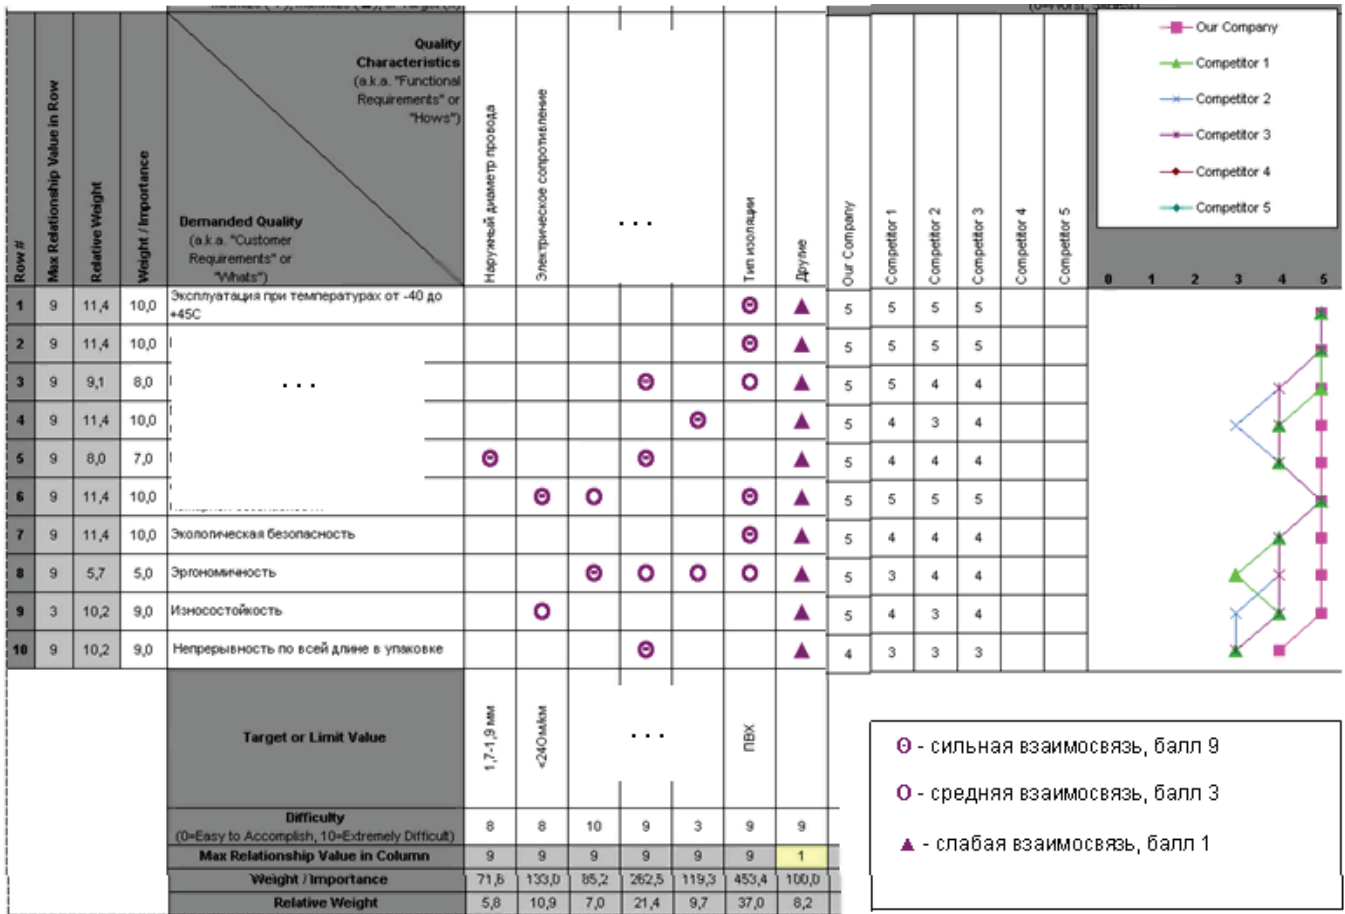 Quality
Characteristics
(a.k.a. "Functional
Requirements" or
"Hows")
Demanded Quality
(a.k.a. "Customer
Requirements" or
"Whats")
Row #
Max Relationship Value in Row
Relative Weight
Weight / Importance
Наружный диаметр провода
Электрическое сопротивление
...
Тип изоляции
Другие
Our Company
Competitor 1
Competitor 2
Competitor 3
Competitor 4
Competitor 5
Our Company
Competitor 1
Competitor 2
Competitor 3
Competitor 4
Competitor 5
0 1 2 3 4 5
1 9 11,4 10,0 Эксплуатация при температурах от -40 до +45С 5 5 5 5
2 9 11,4 10,0 5 5 5 5
3 9 9,1 8,0 ... 5 5 4 4
4 9 11,4 10,0 5 4 3 4
5 9 8,0 7,0 5 4 4 4
6 9 11,4 10,0 5 5 5 5
7 9 11,4 10,0 Экологическая безопасность 5 4 4 4
8 9 5,7 5,0 Эргономичность 5 3 4 4
9 3 10,2 9,0 Износостойкость 5 4 3 4
10 9 10,2 9,0 Непрерывность по всей длине в упаковке 4 3 3 3
Target or Limit Value
1,7-1,9 мм
<240м/км
...
ПВХ
Difficulty
(0=Easy to Accomplish, 10=Extremely Difficult)
8 8 10 9 3 9 9
Max Relationship Value in Column 9 9 9 9 9 9 1
Weight / Importance 71,6 133,0 85,2 262,5 119,3 453,4 100,0
Relative Weight 5,8 10,9 7,0 21,4 9,7 37,0 8,2
- сильная взаимосвязь, балл 9
- средняя взаимосвязь, балл 3
- слабая взаимосвязь, балл 1